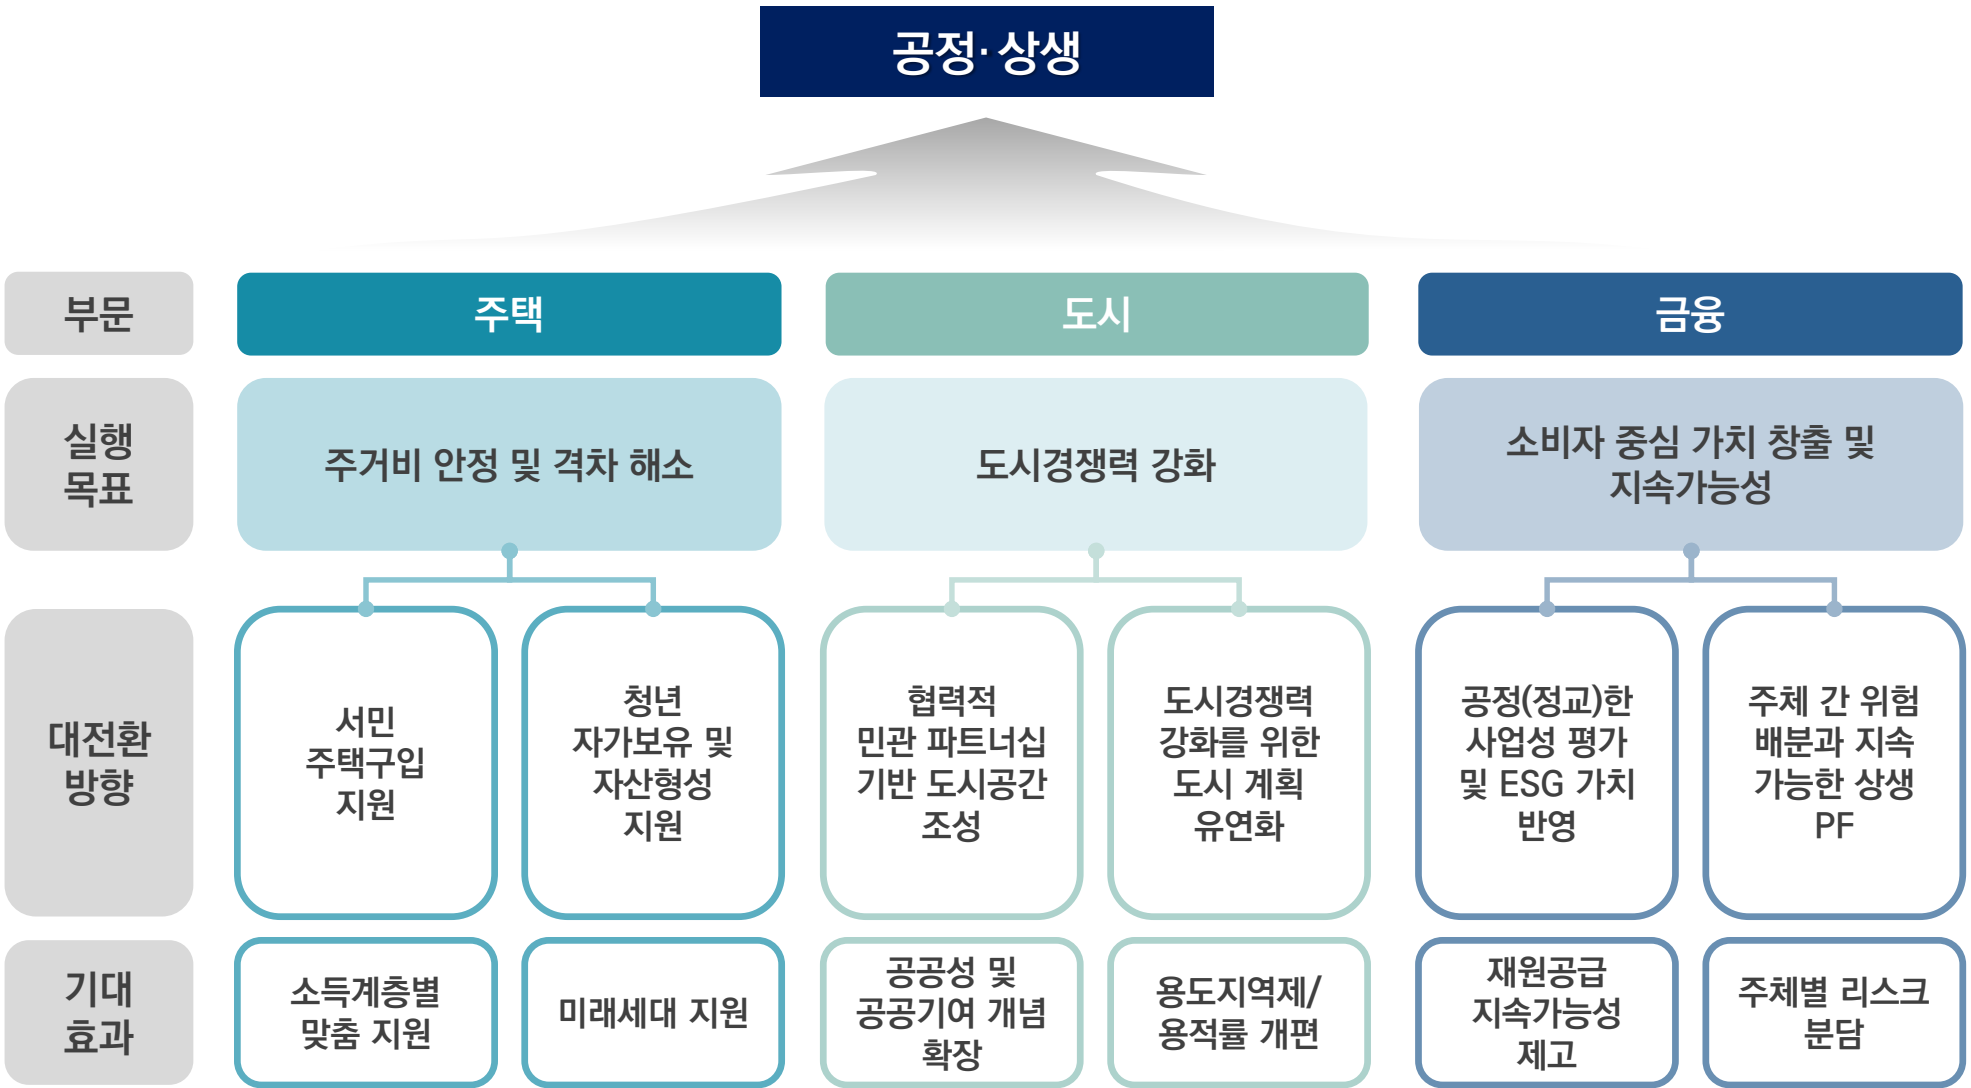 공정·상생
부문
주택
도시
금융
실행
목표
주거비 안정 및 격차 해소
도시경쟁력 강화
소비자 중심 가치 창출 및
지속가능성
대전환
방향
서민
주택구입
지원
청년
자가보유 및
자산형성
지원
협력적
민관 파트너십
기반 도시공간
조성
도시경쟁력
강화를 위한
도시 계획
유연화
공정(정교)한
사업성 평가
및 ESG 가치
반영
주체 간 위험
배분과 지속
가능한 상생
PF
기대
효과
소득계층별
맞춤 지원
미래세대 지원
공공성 및
공공기여 개념
확장
용도지역제/
용적률 개편
재원공급
지속가능성
제고
주체별 리스크
분담